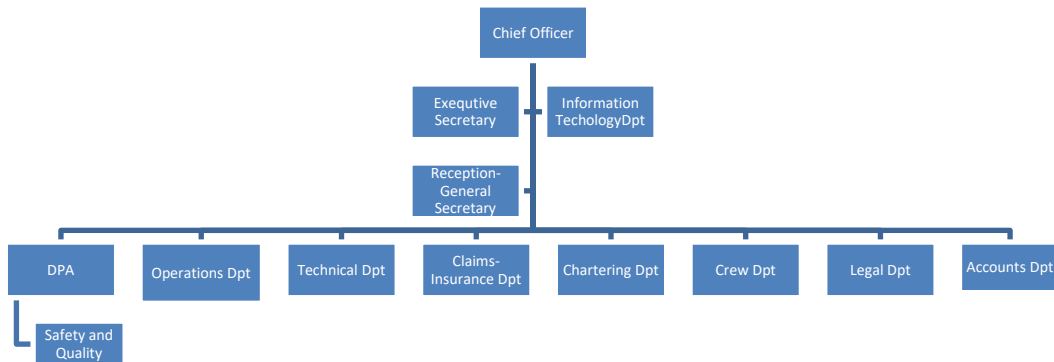 Chief Officer
Exequtive
Secretary
Information
TechologyDpt
Reception-
General
Secretary
DPA
Operations Dpt
Technical Dpt
Claims-
Insurance Dpt
Chartering Dpt
Crew Dpt
Legal Dpt
Accounts Dpt
Safety and
Quality